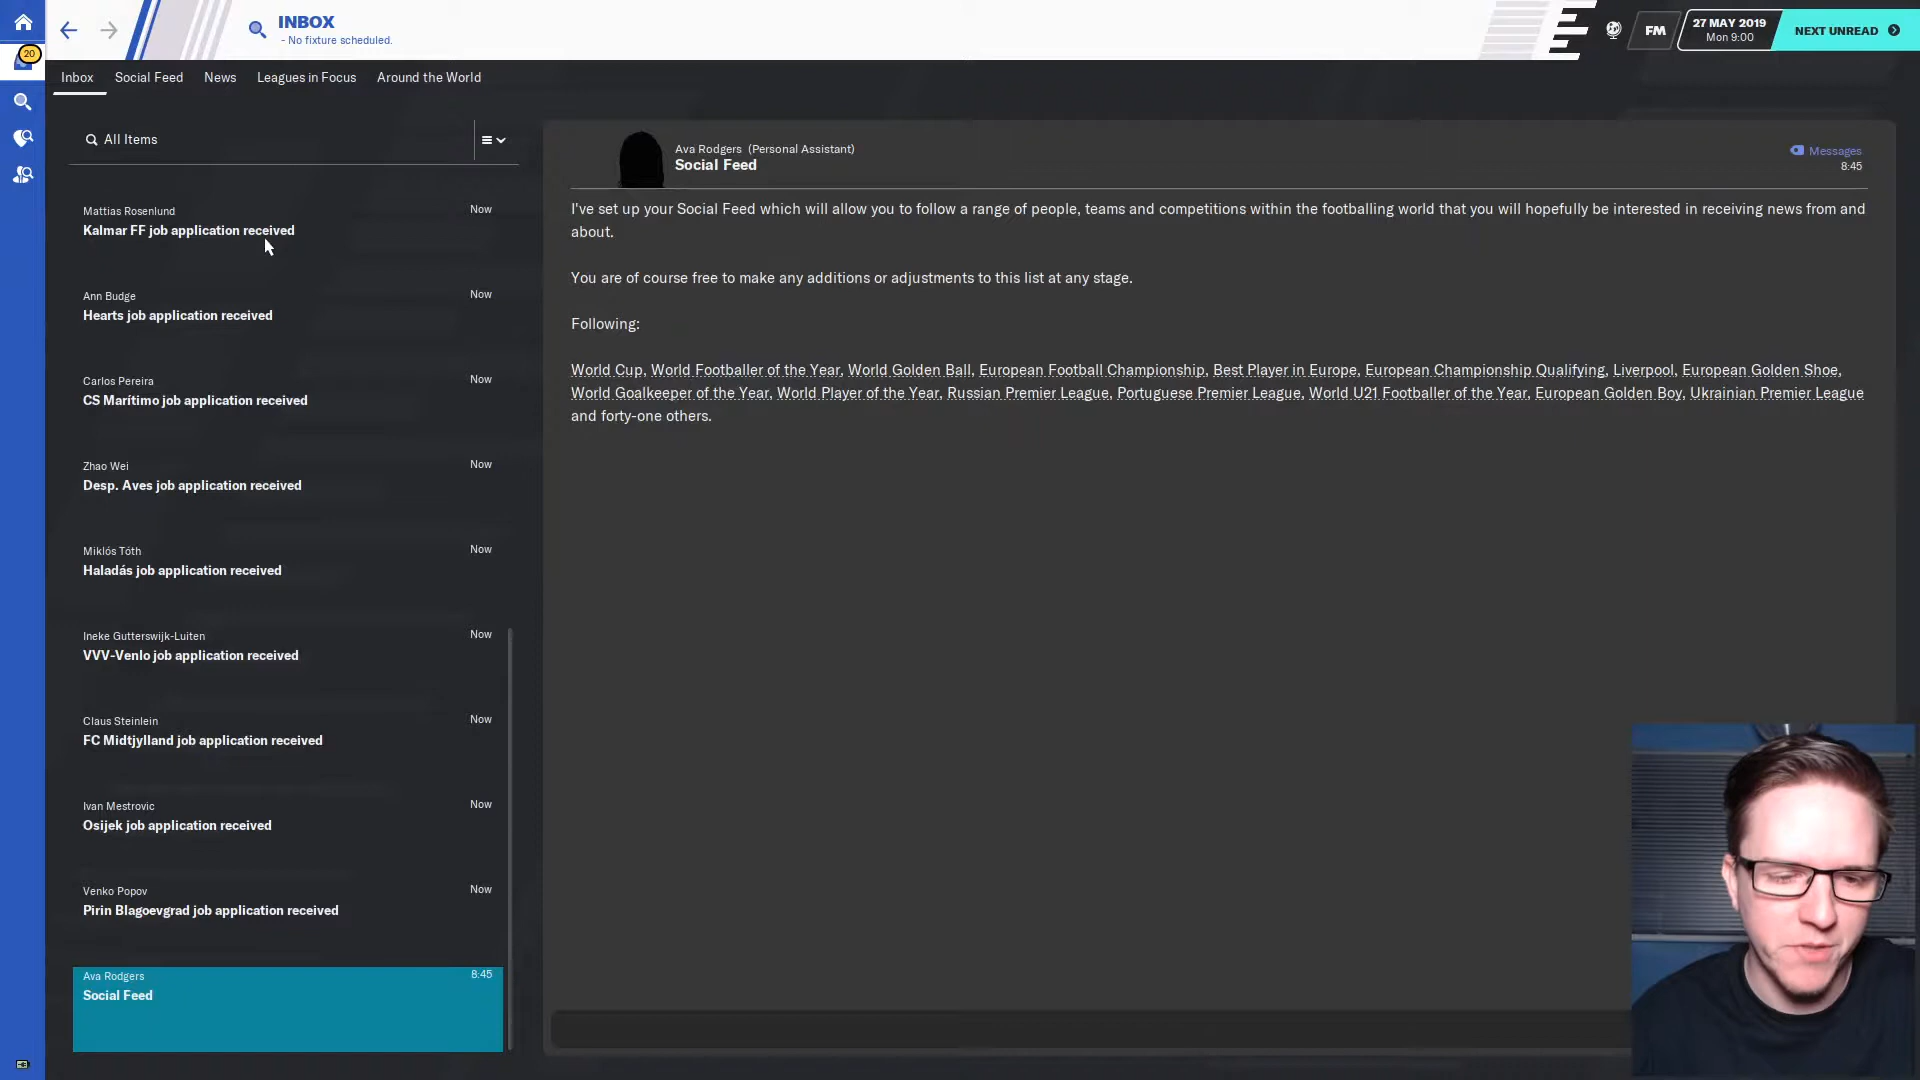 20
INBOX
- No fixture scheduled.
FM
27 MAY 2019
Mon 9:00
NEXT UNREAD
Inbox
Social Feed
News
Leagues in Focus
Around the World
All Items
Mattias Rosenlund
Now
Kalmar FF job application received
Ann Budge
Now
Hearts job application received
Carlos Pereira
Now
CS Marítimo job application received
Zhao Wei
Now
Desp. Aves job application received
Miklós Tóth
Now
Haladás job application received
Ineke Gutterswijk-Luiten
Now
VVV-Venlo job application received
Claus Steinlein
Now
FC Midtjylland job application received
Ivan Mestrovic
Now
Osijek job application received
Venko Popov
Now
Pirin Blagoevgrad job application received
Ava Rodgers
8:45
Social Feed
Ava Rodgers (Personal Assistant)
Social Feed
Messages
8:45
I've set up your Social Feed which will allow you to follow a range of people, teams and competitions within the footballing world that you will hopefully be interested in receiving news from and
about.
You are of course free to make any additions or adjustments to this list at any stage.
Following:
World Cup, World Footballer of the Year, World Golden Ball, European Football Championship, Best Player in Europe, European Championship Qualifying, Liverpool, European Golden Shoe,
World Goalkeeper of the Year, World Player of the Year, Russian Premier League, Portuguese Premier League, World U21 Footballer of the Year, European Golden Boy, Ukrainian Premier League
and forty-one others.